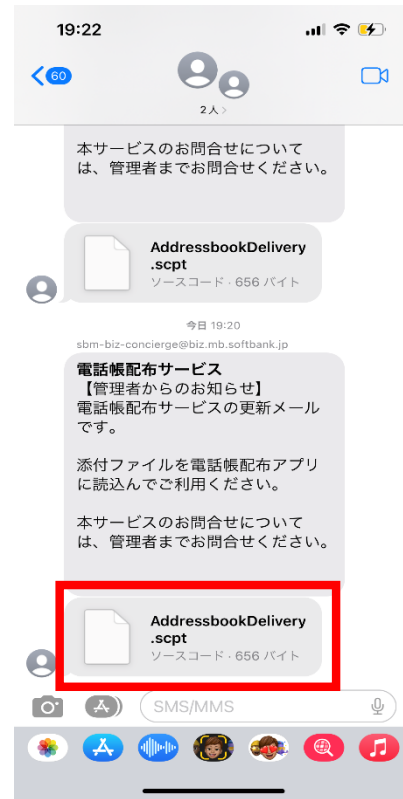 19:22
60
2人>
本サービスのお問合せについて
は、管理者までお問合せください。
AddressbookDelivery
.scpt
ソースコード · 656 バイト
今日 19:20
sbm-biz-concierge@biz.mb.softbank.jp
電話帳配布サービス
【管理者からのお知らせ】
電話帳配布サービスの更新メール
です。
添付ファイルを電話帳配布アプリ
に読込んでご利用ください。
本サービスのお問合せについて
は、管理者までお問合せください。
AddressbookDelivery
.scpt
ソースコード · 656 バイト
SMS/MMS